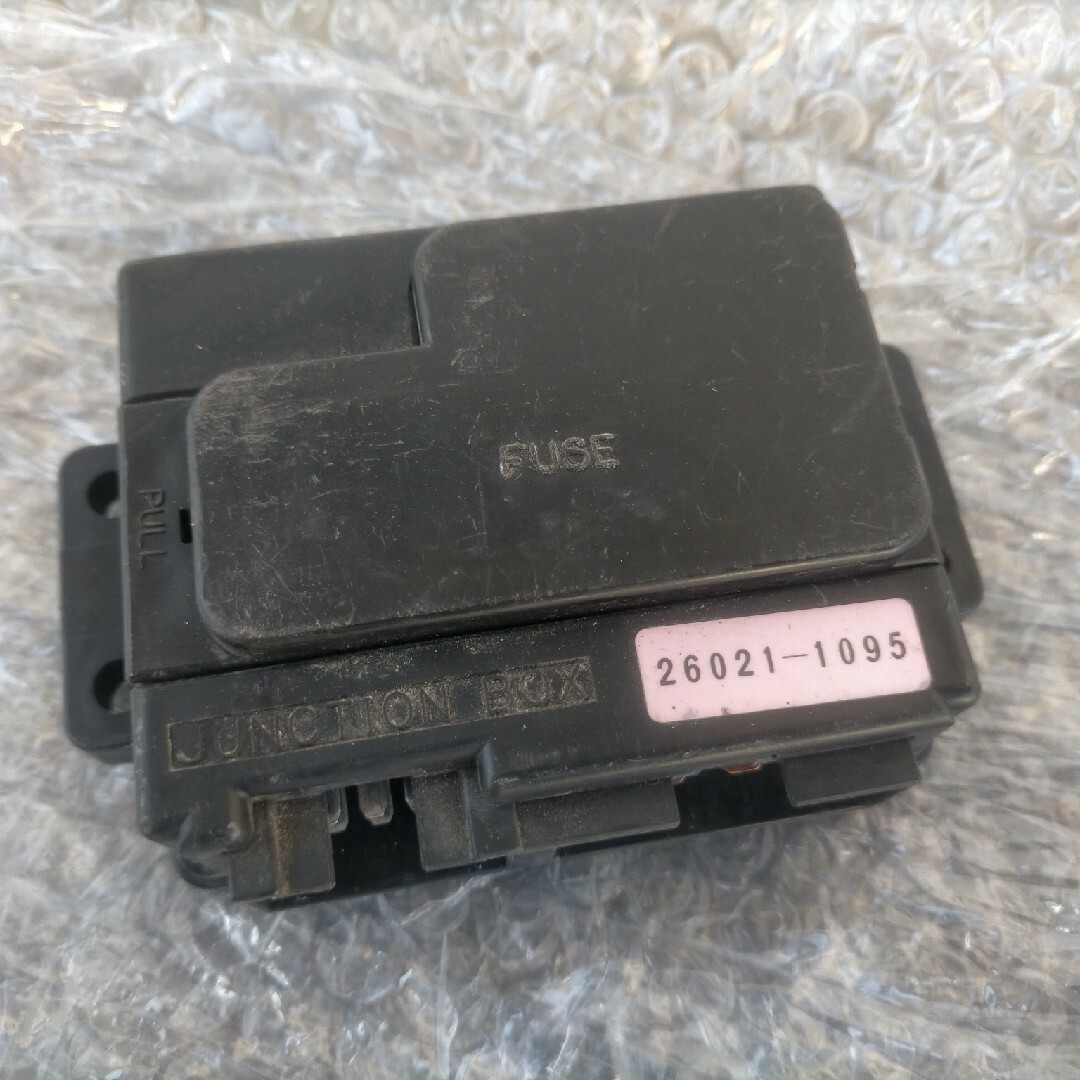 FUSE
PULL
26021-1095
JUNCTION BOX